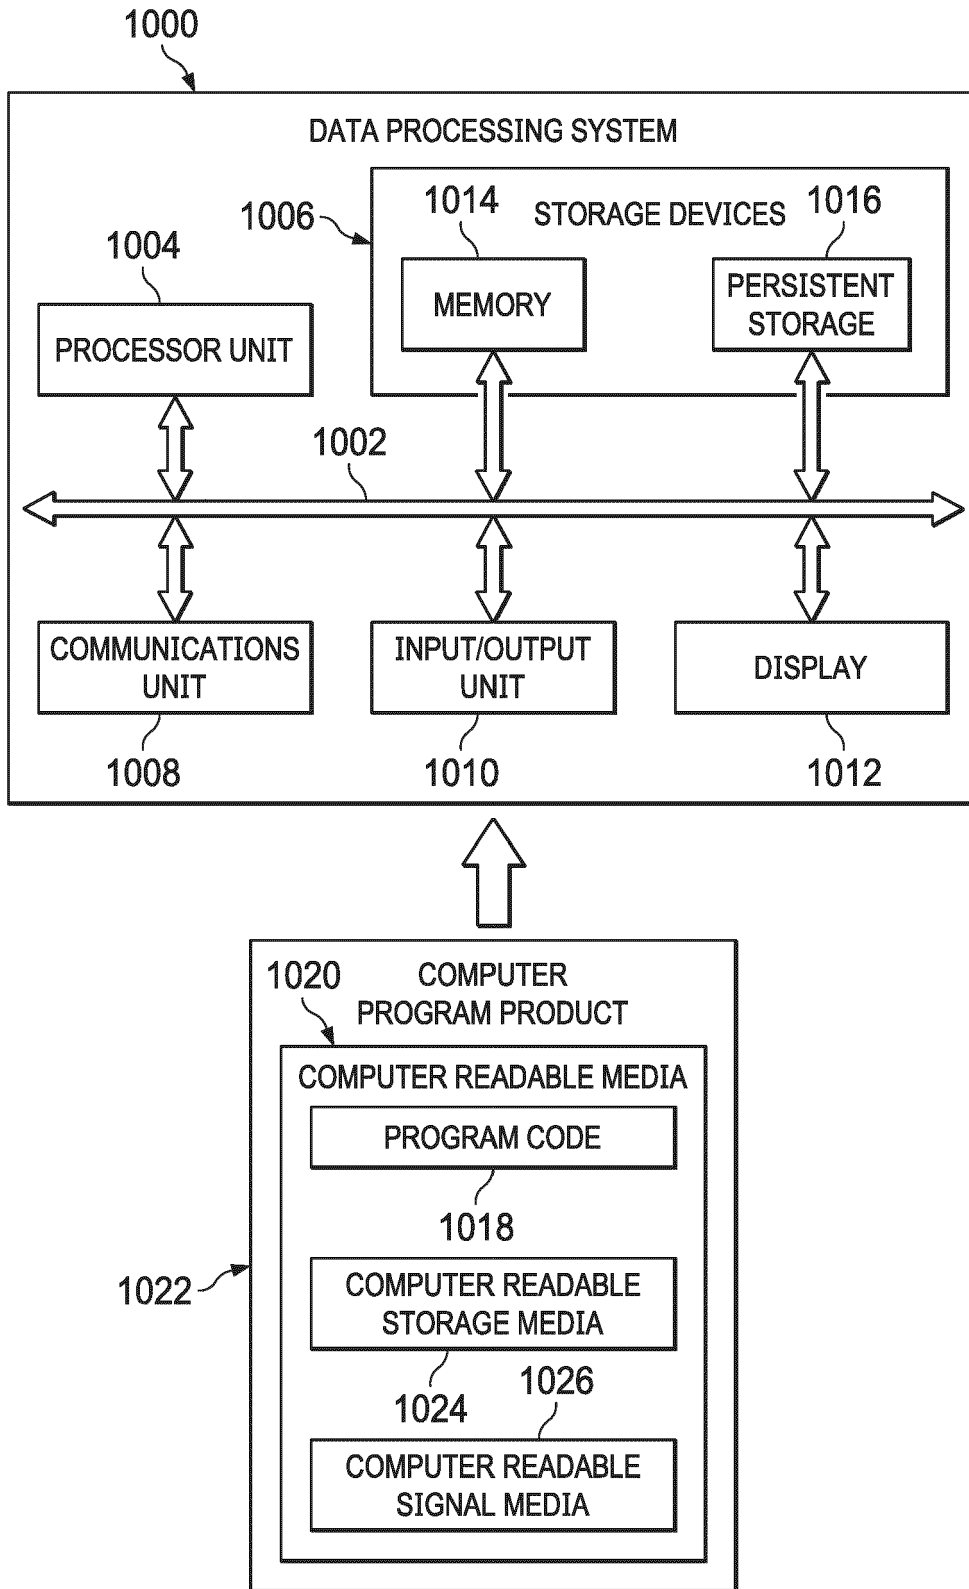 1000
DATA PROCESSING SYSTEM
1006
1014
STORAGE DEVICES
1016
1004
MEMORY
PERSISTENT
STORAGE
PROCESSOR UNIT
1002
COMMUNICATIONS
UNIT
INPUT/OUTPUT
UNIT
DISPLAY
1008
1010
1012
1020
COMPUTER
PROGRAM PRODUCT
COMPUTER READABLE MEDIA
PROGRAM CODE
1018
1022
COMPUTER READABLE
STORAGE MEDIA
1024
1026
COMPUTER READABLE
SIGNAL MEDIA